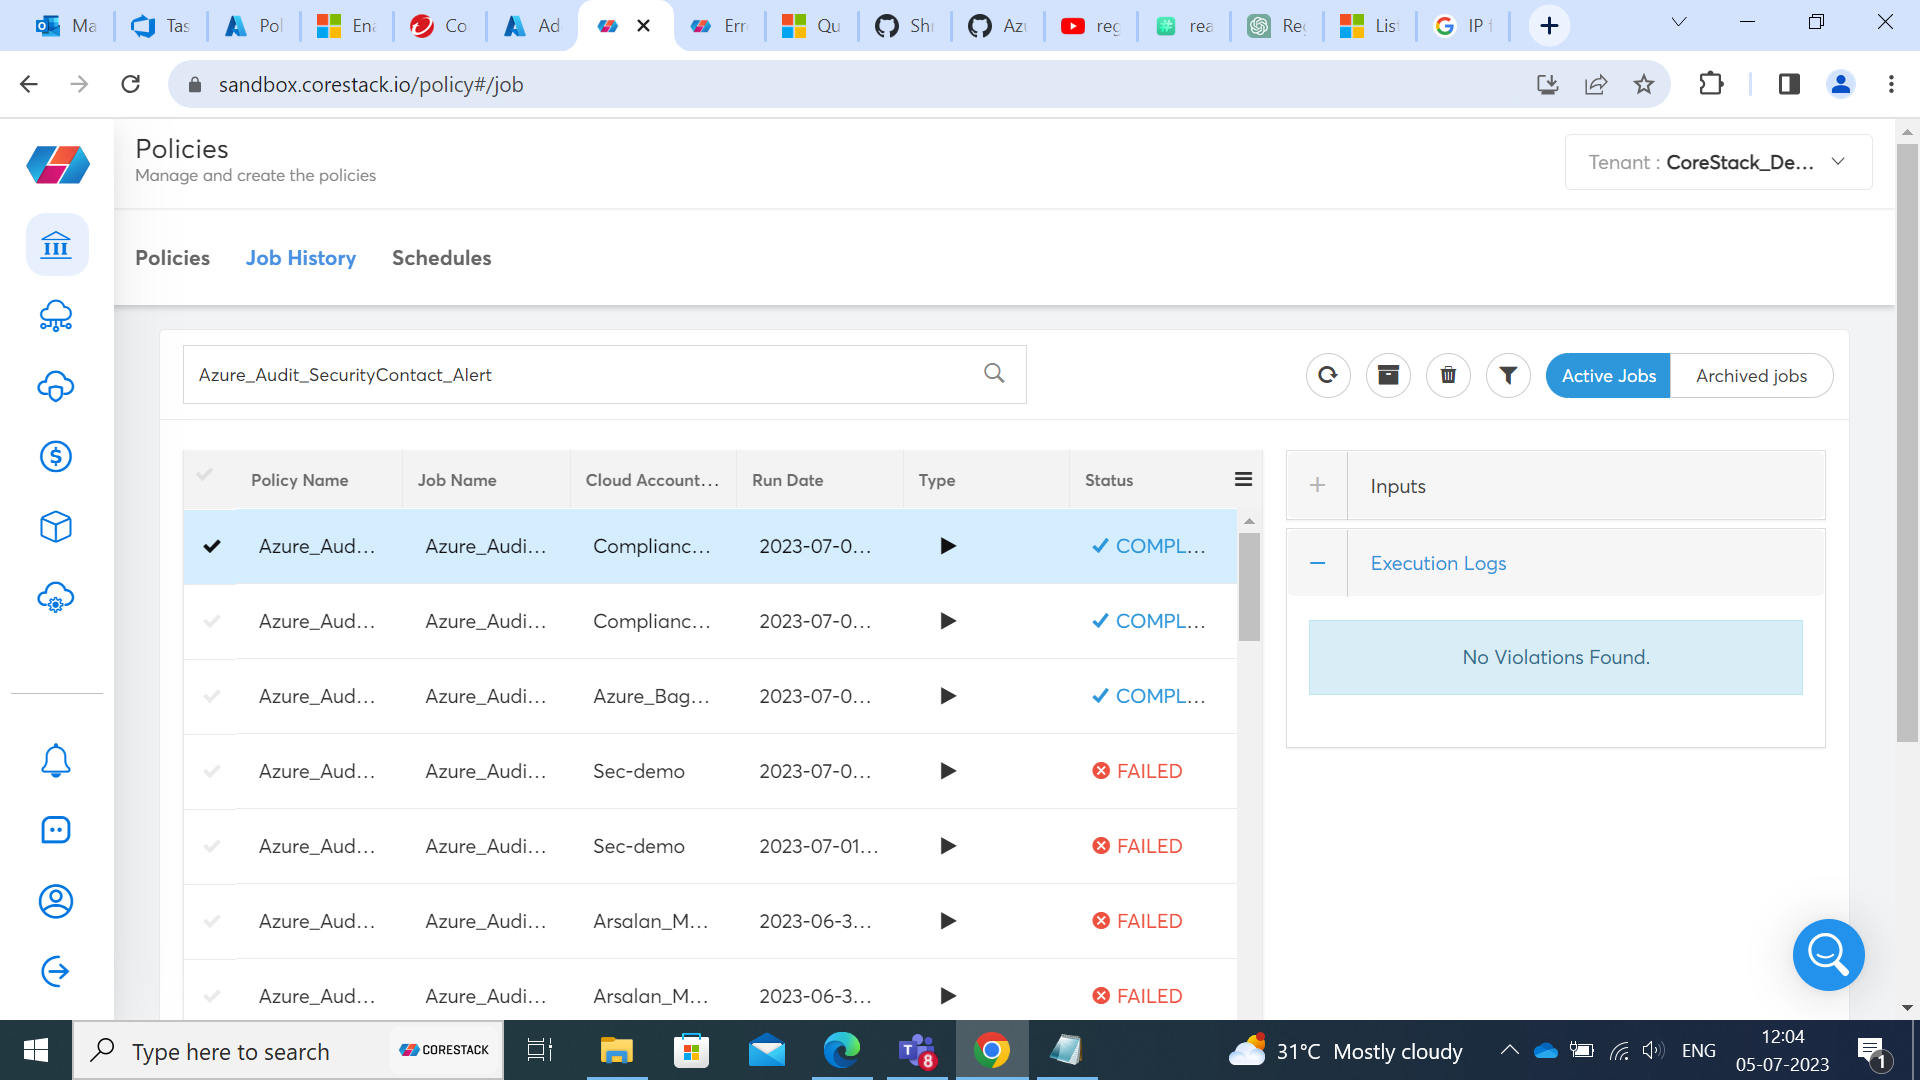 Ma
Tas
Pol
Ena
Co
Ad
Err
Qu
Shr
Azu
reg
rea
Reg
List
IP f
sandbox.corestack.io/policy#/job
Policies
Manage and create the policies
Tenant : CoreStack_De...
Policies
Job History
Schedules
Azure_Audit_SecurityContact_Alert
Active Jobs
Archived jobs
Policy Name
Job Name
Cloud Account...
Run Date
Type
Status
Azure_Aud... Azure_Audi... Complianc... 2023-07-0... COMPL...
Azure_Aud... Azure_Audi... Complianc... 2023-07-0... COMPL...
Azure_Aud... Azure_Audi... Azure_Bag... 2023-07-0... COMPL...
Azure_Aud... Azure_Audi... Sec-demo 2023-07-0... FAILED
Azure_Aud... Azure_Audi... Sec-demo 2023-07-01... FAILED
Azure_Aud... Azure_Audi... Arsalan_M... 2023-06-3... FAILED
Azure_Aud... Azure_Audi... Arsalan_M... 2023-06-3... FAILED
Inputs
Execution Logs
No Violations Found.
Type here to search
CORESTACK
8
31°C Mostly cloudy
ENG
12:04
05-07-2023
1